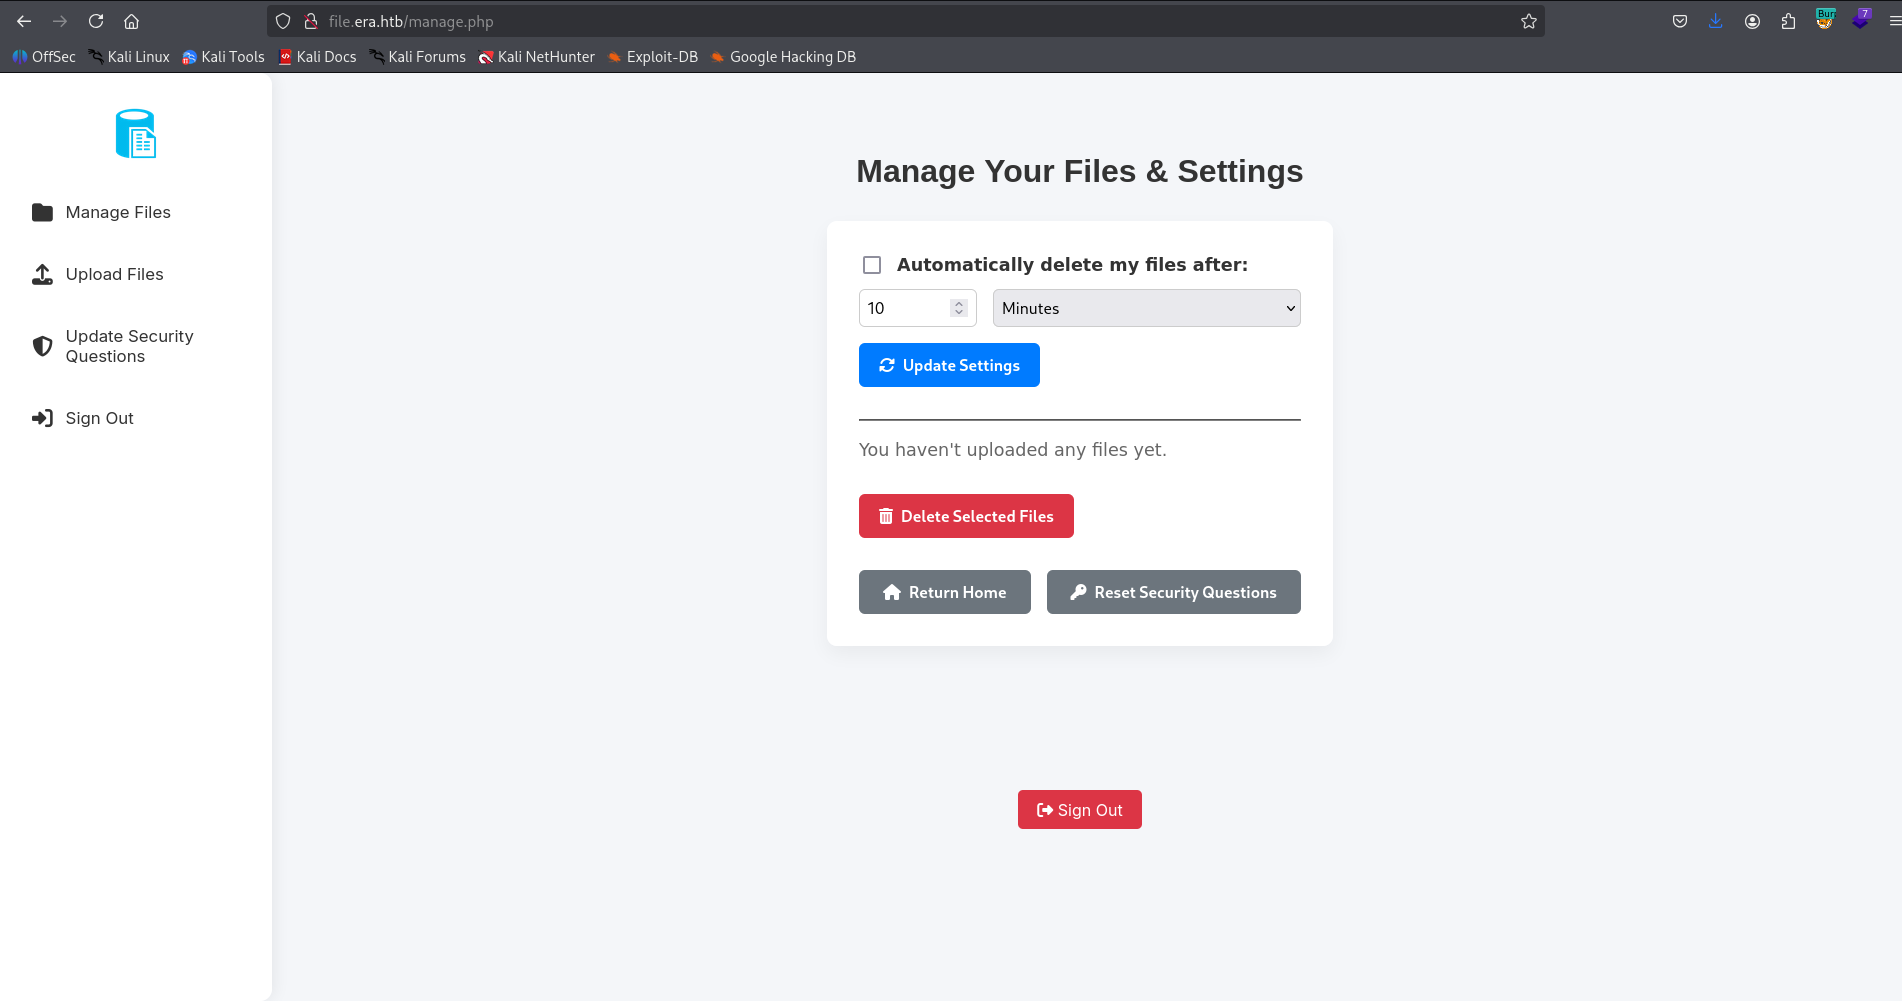 file.era.htb/manage.php
Bur
7
OffSec Kali Linux Kali Tools Kali Docs Kali Forums Kali NetHunter Exploit-DB Google Hacking DB
Manage Files
Upload Files
Update Security
Questions
Sign Out
Manage Your Files & Settings
Automatically delete my files after:
10 Minutes
Update Settings
You haven't uploaded any files yet.
Delete Selected Files
Return Home Reset Security Questions
Sign Out